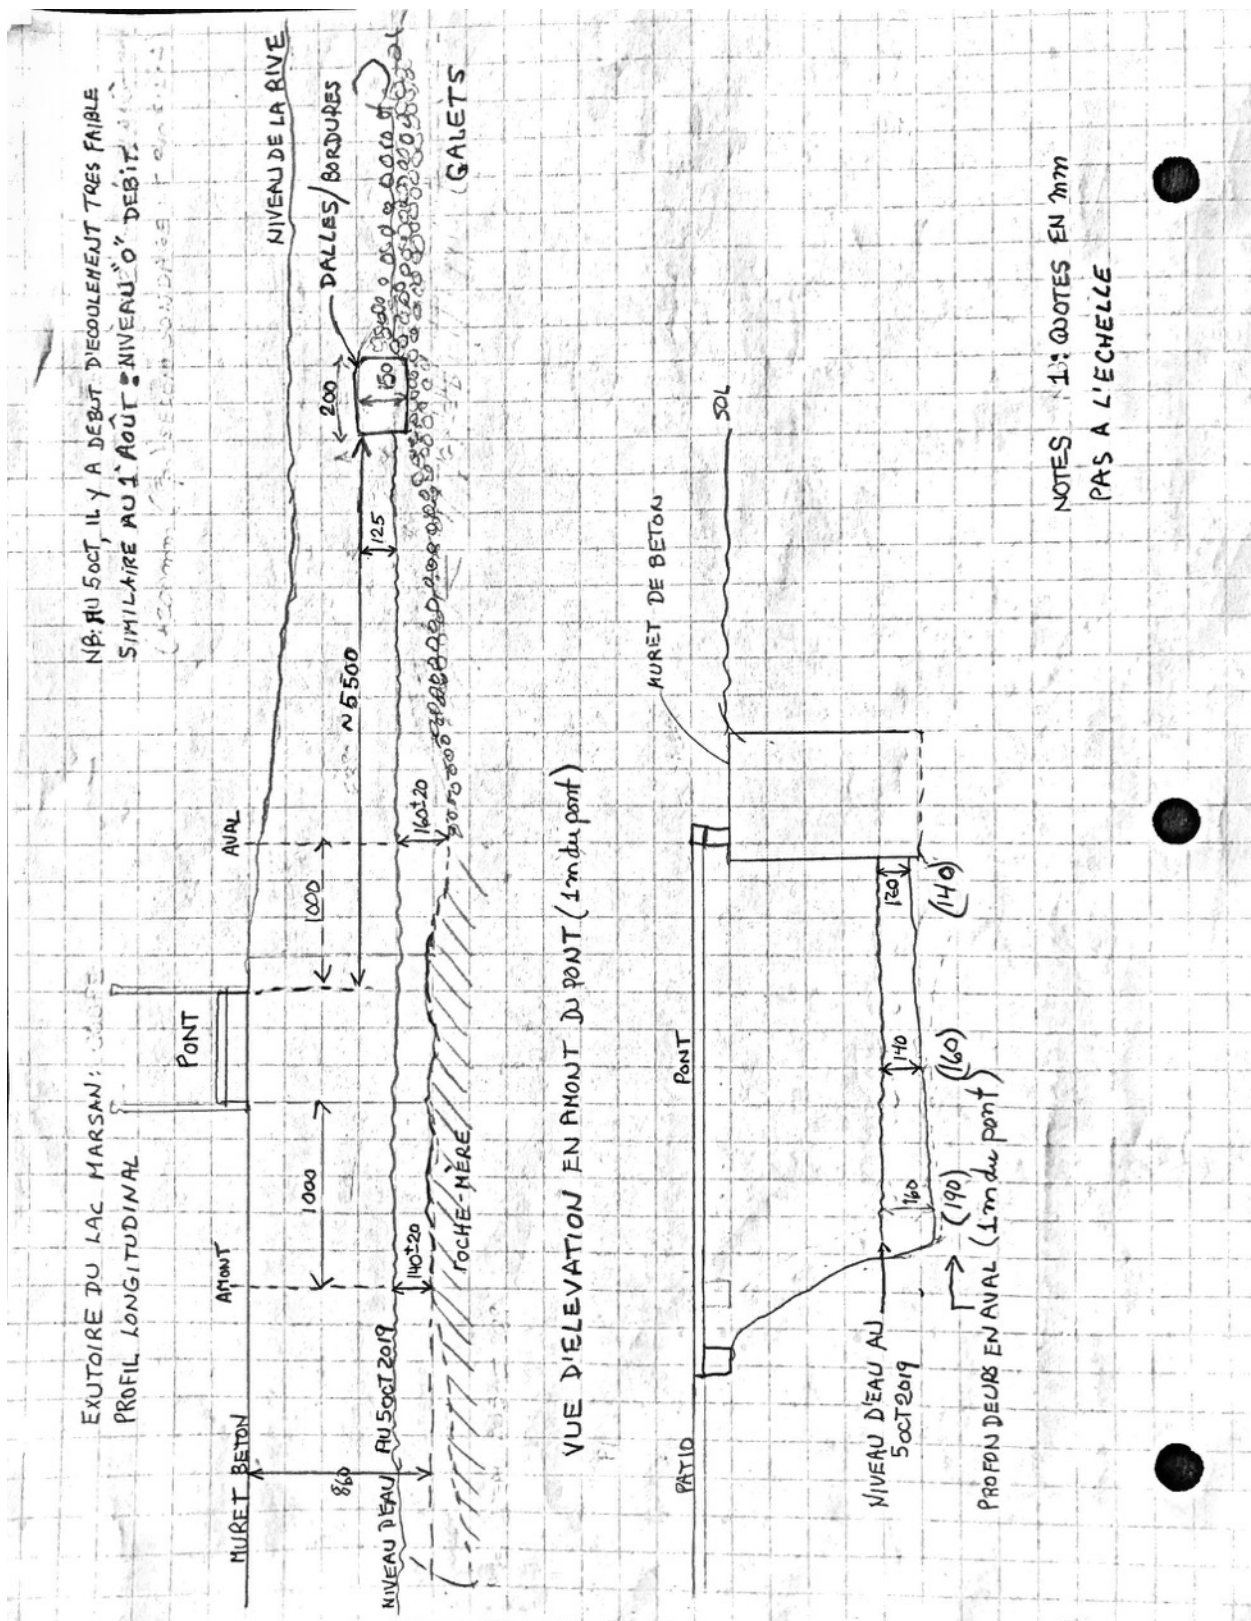 EXUTOIRE DU LAC MARSAN:
PROFIL LONGITUDINAL
NB: AU 5 OCT, IL Y A DEBUT D'ECOULEMENT TRES FAIBLE
SIMILAIRE AU 1 AOÛT = NIVEAU "0" DEBIT.
AMONT
PONT
AVAL
NIVEAU DE LA RIVE
MURET BETON
1000
1000
~5500
200
DALLES/BORDURES
860
125
150
NIVEAU D'EAU AU 5 OCT 2019
140±20
160±20
ROCHE-MÈRE
GALETS
VUE D'ELEVATION EN AMONT DU PONT (1m du pont)
MURET DE BETON
PATIO
PONT
SOL
NIVEAU D'EAU AU
5 OCT 2019
160
140
120
(190)
(160)
(140)
PROFONDEURS EN AVAL (1m du pont)
NOTES 1: QUOTES EN mm
PAS A L'ECHELLE